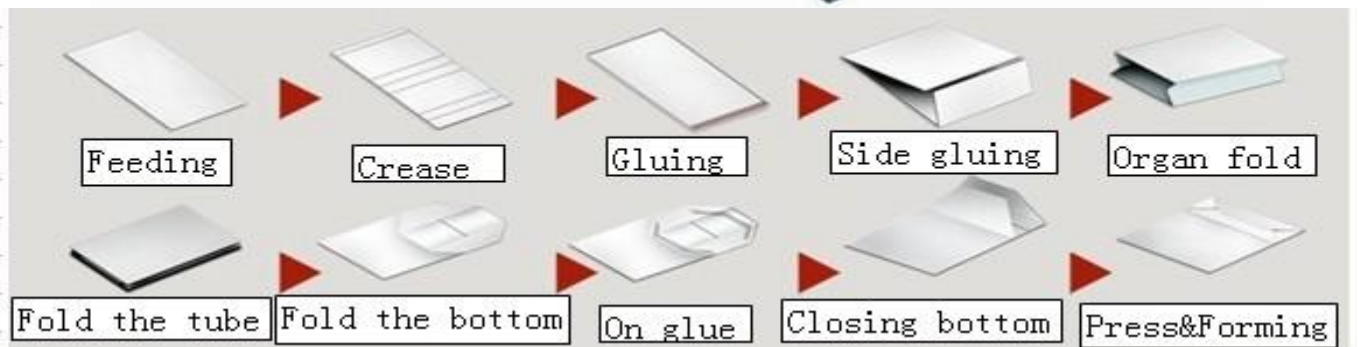 Feeding
Crease
Gluing
Side gluing
Organ fold
Fold the tube
Fold the bottom
On glue
Closing bottom
Press&Forming